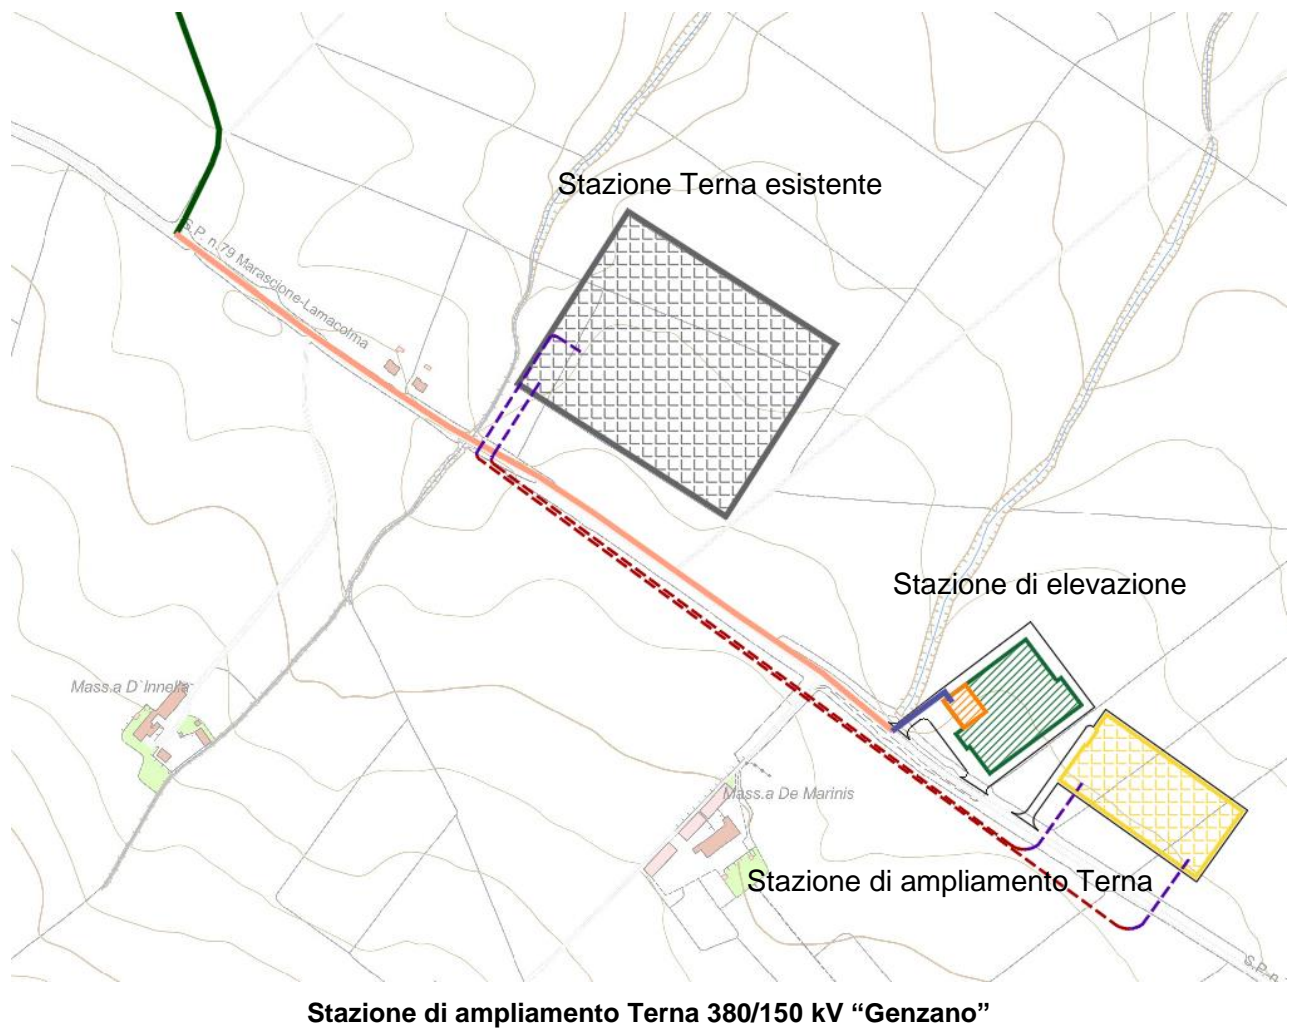 Stazione Terna esistente
S.P. n.79 Marascione-Lamacolma
Stazione di elevazione
Mass.a D'Innella
Mass.a De Marinis
Stazione di ampliamento Terna
S.P. n.
Stazione di ampliamento Terna 380/150 kV “Genzano”